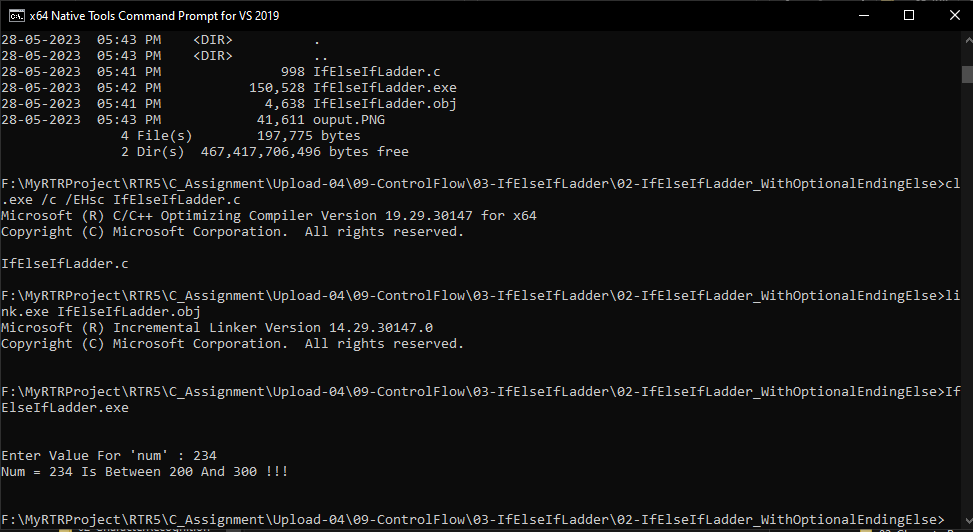 x64 Native Tools Command Prompt for VS 2019
28-05-2023  05:43 PM    <DIR>          .
28-05-2023  05:43 PM    <DIR>          ..
28-05-2023  05:41 PM               998 IfElseIfLadder.c
28-05-2023  05:42 PM           150,528 IfElseIfLadder.exe
28-05-2023  05:41 PM             4,638 IfElseIfLadder.obj
28-05-2023  05:43 PM            41,611 ouput.PNG
               4 File(s)        197,775 bytes
               2 Dir(s)  467,417,706,496 bytes free
F:\MyRTRProject\RTR5\C_Assignment\Upload-04\09-ControlFlow\03-IfElseIfLadder\02-IfElseIfLadder_WithOptionalEndingElse>cl
.exe /c /EHsc IfElseIfLadder.c
Microsoft (R) C/C++ Optimizing Compiler Version 19.29.30147 for x64
Copyright (C) Microsoft Corporation.  All rights reserved.
IfElseIfLadder.c
F:\MyRTRProject\RTR5\C_Assignment\Upload-04\09-ControlFlow\03-IfElseIfLadder\02-IfElseIfLadder_WithOptionalEndingElse>li
nk.exe IfElseIfLadder.obj
Microsoft (R) Incremental Linker Version 14.29.30147.0
Copyright (C) Microsoft Corporation.  All rights reserved.
F:\MyRTRProject\RTR5\C_Assignment\Upload-04\09-ControlFlow\03-IfElseIfLadder\02-IfElseIfLadder_WithOptionalEndingElse>If
ElseIfLadder.exe
Enter Value For 'num' : 234
Num = 234 Is Between 200 And 300 !!!
F:\MyRTRProject\RTR5\C_Assignment\Upload-04\09-ControlFlow\03-IfElseIfLadder\02-IfElseIfLadder_WithOptionalEndingElse>